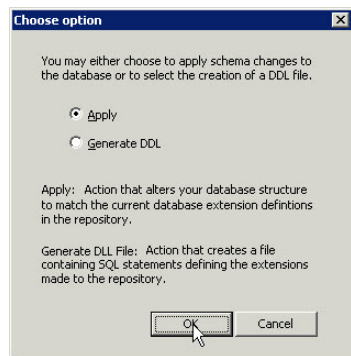 Choose option
You may either choose to apply schema changes to
the database or to select the creation of a DDL file.
Apply
Generate DDL
Apply: Action that alters your database structure
to match the current database extension defintions
in the repository.
Generate DLL File: Action that creates a file
containing SQL statements defining the extensions
made to the repository.
OK
Cancel